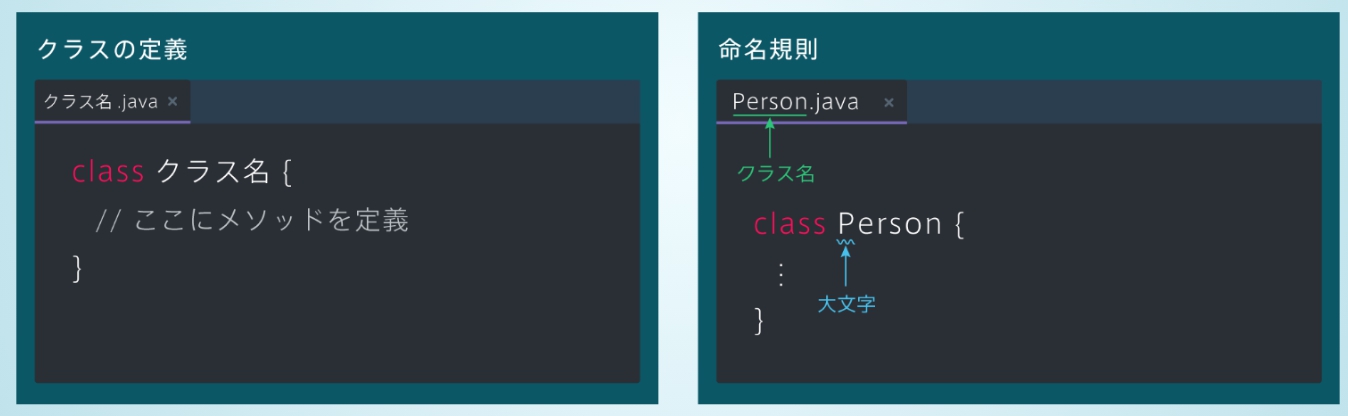 クラスの定義
クラス名.java ×
class クラス名 {
// ここにメソッドを定義
}
命名規則
Person.java ×
クラス名
class Person {
⋮
大文字
}